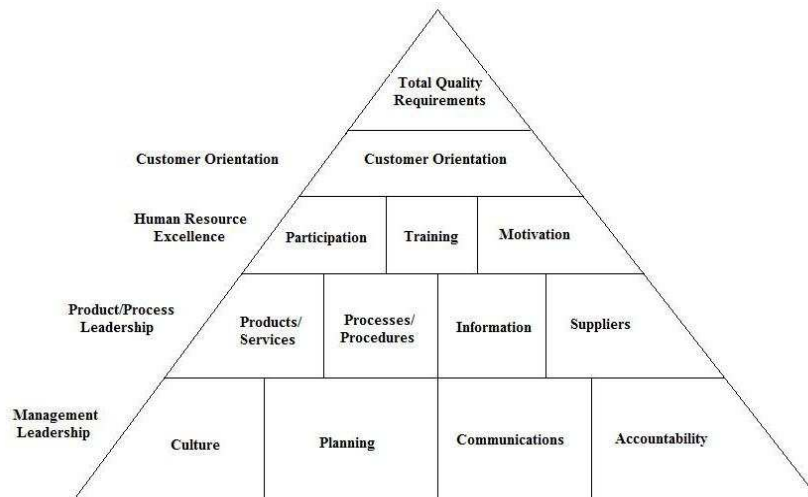 Total Quality
Requirements
Customer Orientation
Customer Orientation
Human Resource
Excellence
Participation
Training
Motivation
Product/Process
Leadership
Products/
Services
Processes/
Procedures
Information
Suppliers
Management
Leadership
Culture
Planning
Communications
Accountability